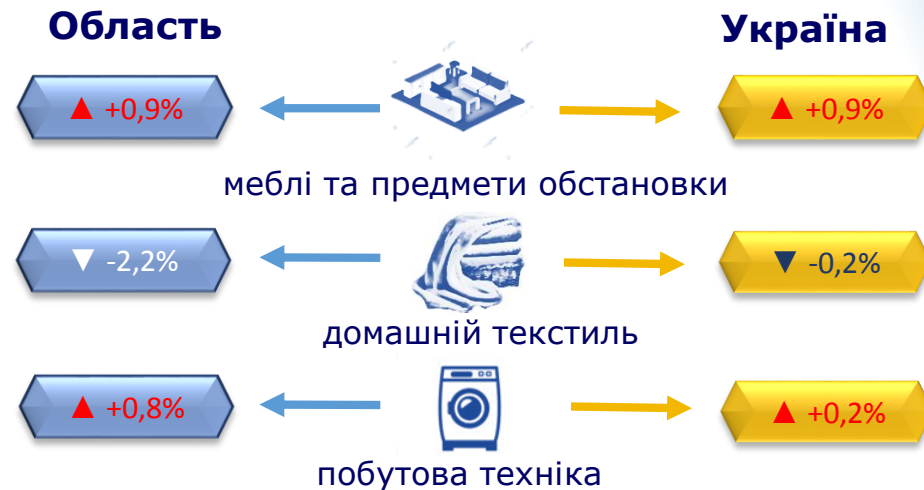 Область
Україна
▲ +0,9%
▲ +0,9%
меблі та предмети обстановки
▼ -2,2%
▼ -0,2%
домашній текстиль
▲ +0,8%
▲ +0,2%
побутова техніка